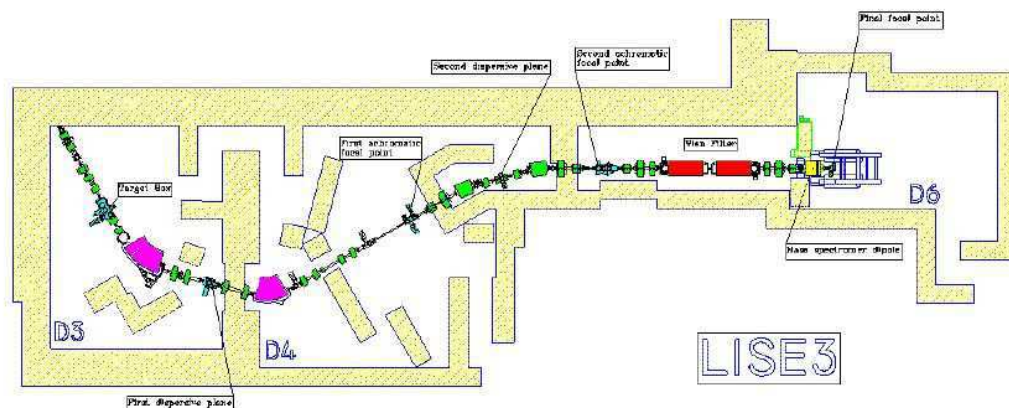 Final focal point
Second achromatic
focal point
Second dispersive plane
First achromatic
focal point
Wien Filter
Target Box
D6
Mass spectromer dipole
D3
D4
LISE3
First dispersive plane